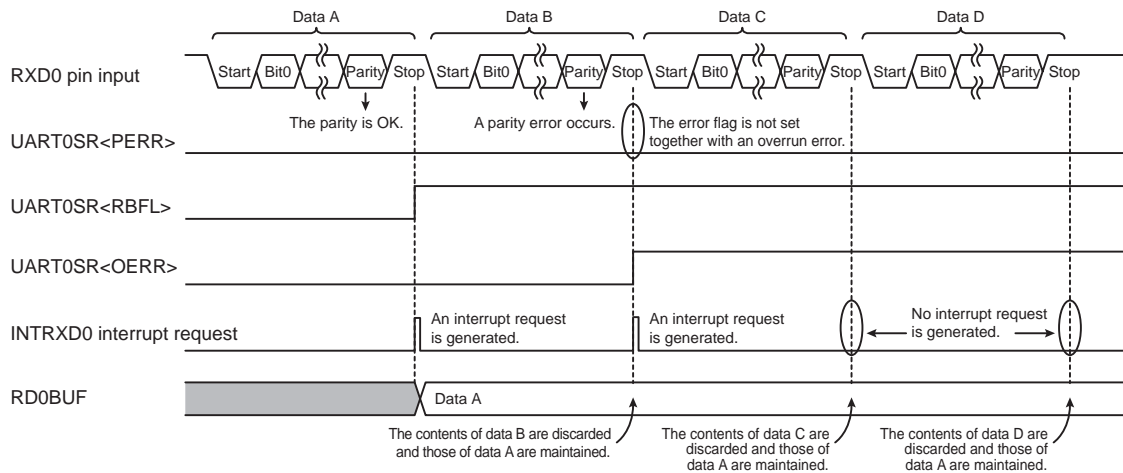 Data A Data B Data C Data D
RXD0 pin input
Start Bit0 Parity Stop Start Bit0 Parity Stop Start Bit0 Parity Stop Start Bit0 Parity Stop
The parity is OK.
A parity error occurs.
The error flag is not set
together with an overrun error.
UART0SR<PERR>
UART0SR<RBFL>
UART0SR<OERR>
INTRXD0 interrupt request
An interrupt request
is generated.
An interrupt request
is generated.
No interrupt request
is generated.
RD0BUF
Data A
The contents of data B are discarded
and those of data A are maintained.
The contents of data C are
discarded and those of
data A are maintained.
The contents of data D are
discarded and those of
data A are maintained.